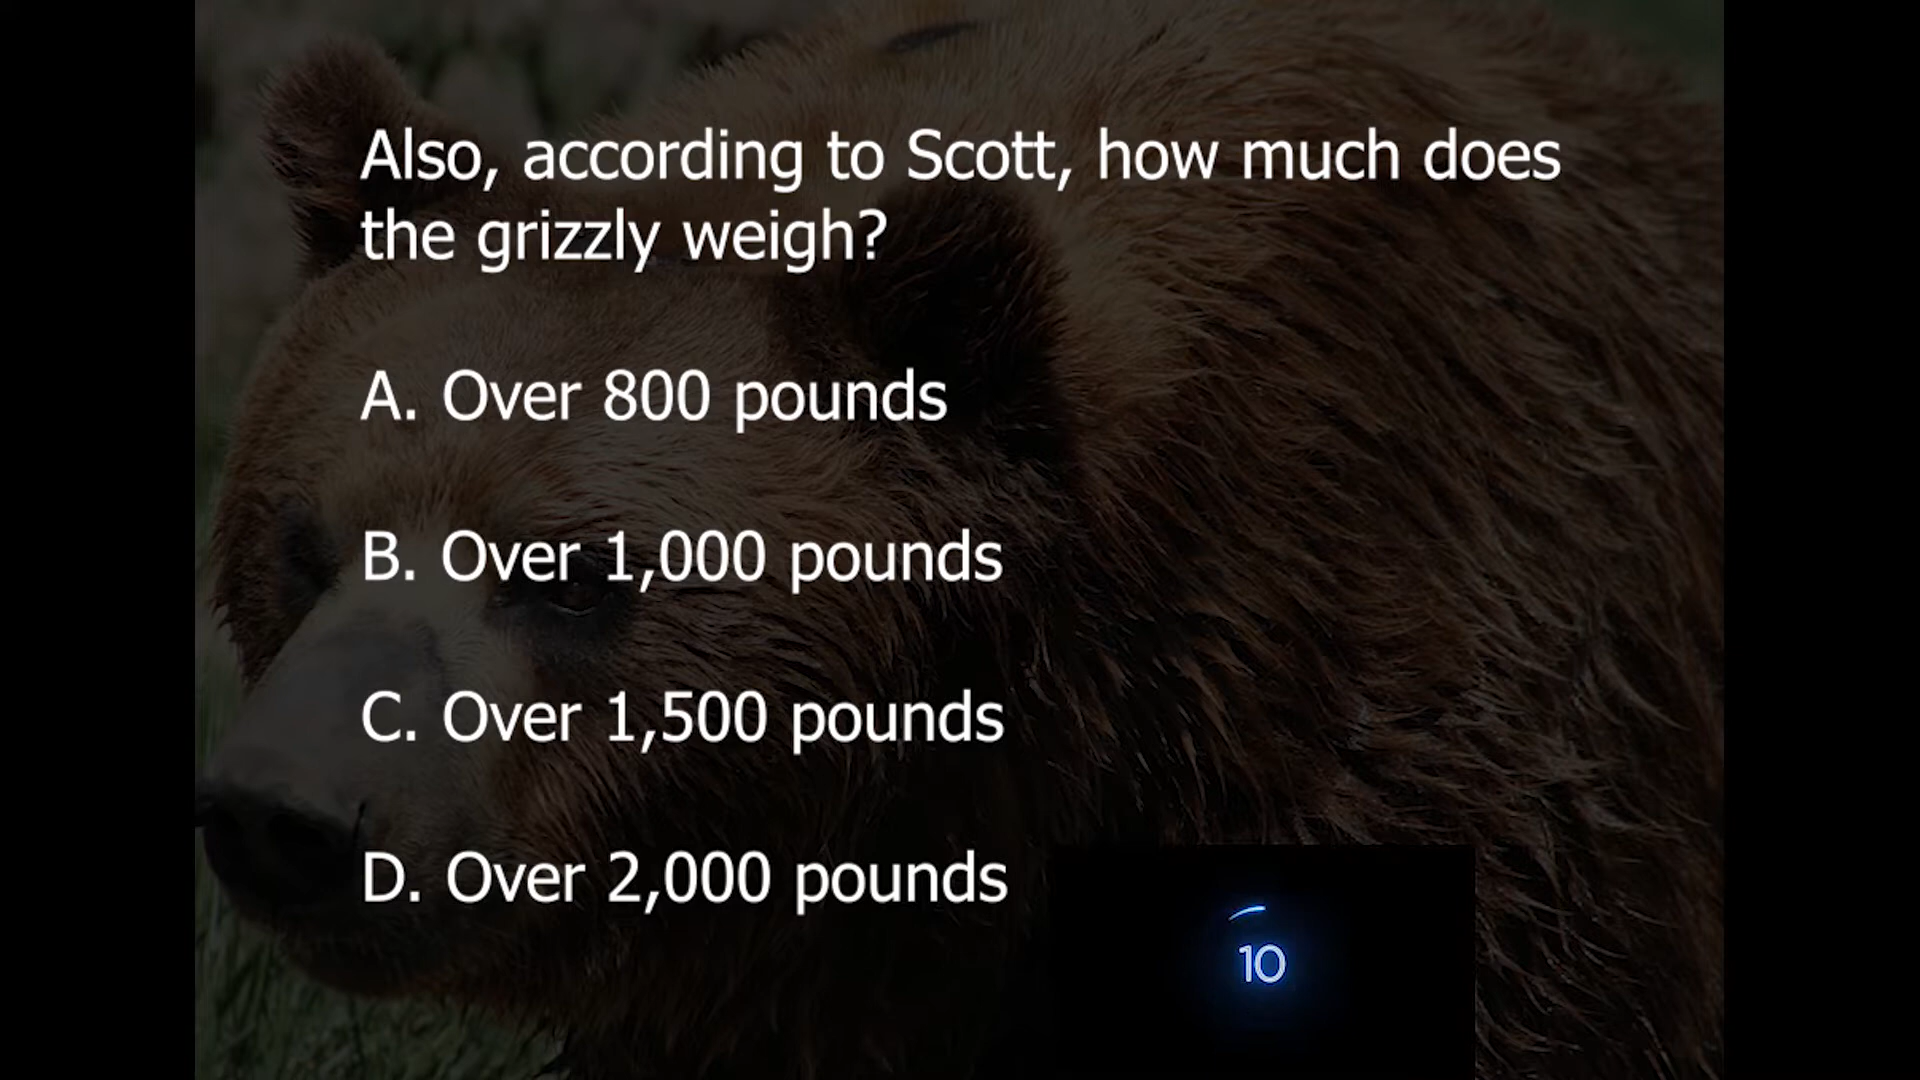 Also, according to Scott, how much does
the grizzly weigh?
A. Over 800 pounds
B. Over 1,000 pounds
C. Over 1,500 pounds
D. Over 2,000 pounds
10